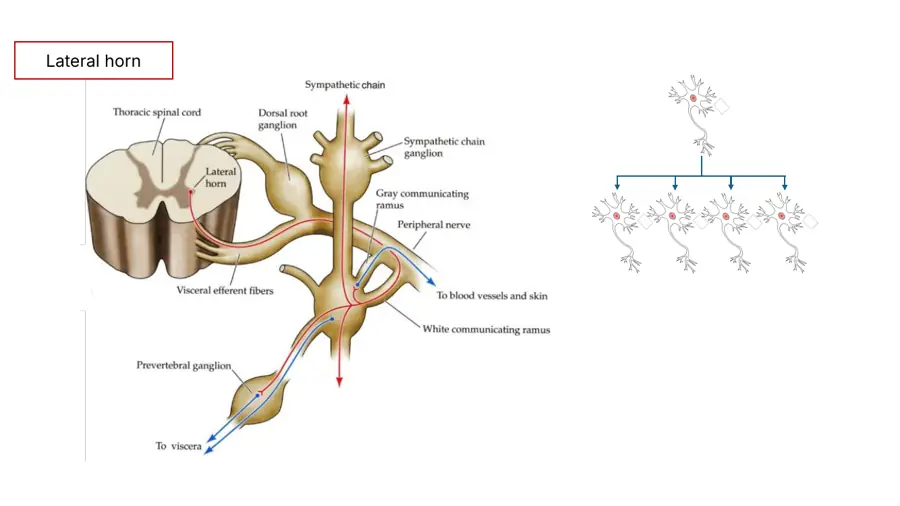 Lateral horn
Sympathetic chain
Thoracic spinal cord
Dorsal root
ganglion
Sympathetic chain
ganglion
Lateral
horn
Gray communicating
ramus
Peripheral nerve
Visceral efferent fibers
To blood vessels and skin
White communicating ramus
Prevertebral ganglion
To viscera